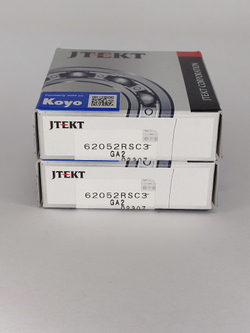 JTEKT
JTEKT CORPORATION
Koyo
JTEKT
62052RSC3
GA2
JTEKT
62052RSC3
GA2